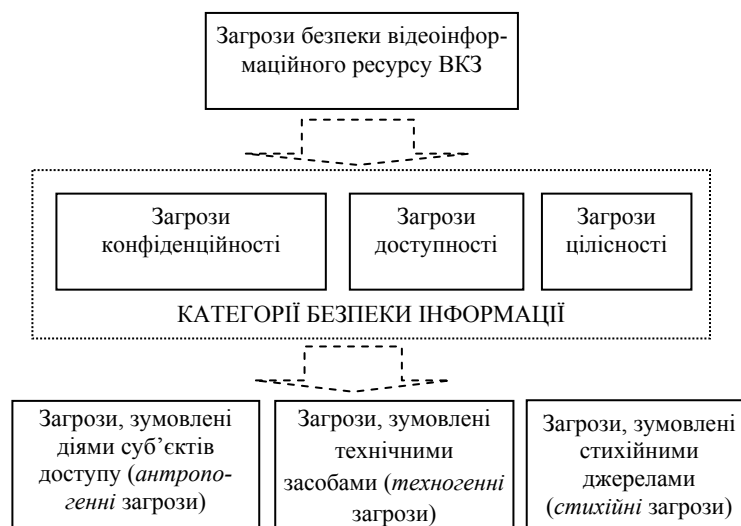 Загрози безпеки відеоінфор-
маційного ресурсу ВКЗ
Загрози
конфіденційності
Загрози
доступності
Загрози
цілісності
КАТЕГОРІЇ БЕЗПЕКИ ІНФОРМАЦІЇ
Загрози, зумовлені
діями суб’єктів
доступу (антропо-
генні загрози)
Загрози, зумовлені
технічними
засобами (техногенні
загрози)
Загрози, зумовлені
стихійними
джерелами
(стихійні загрози)